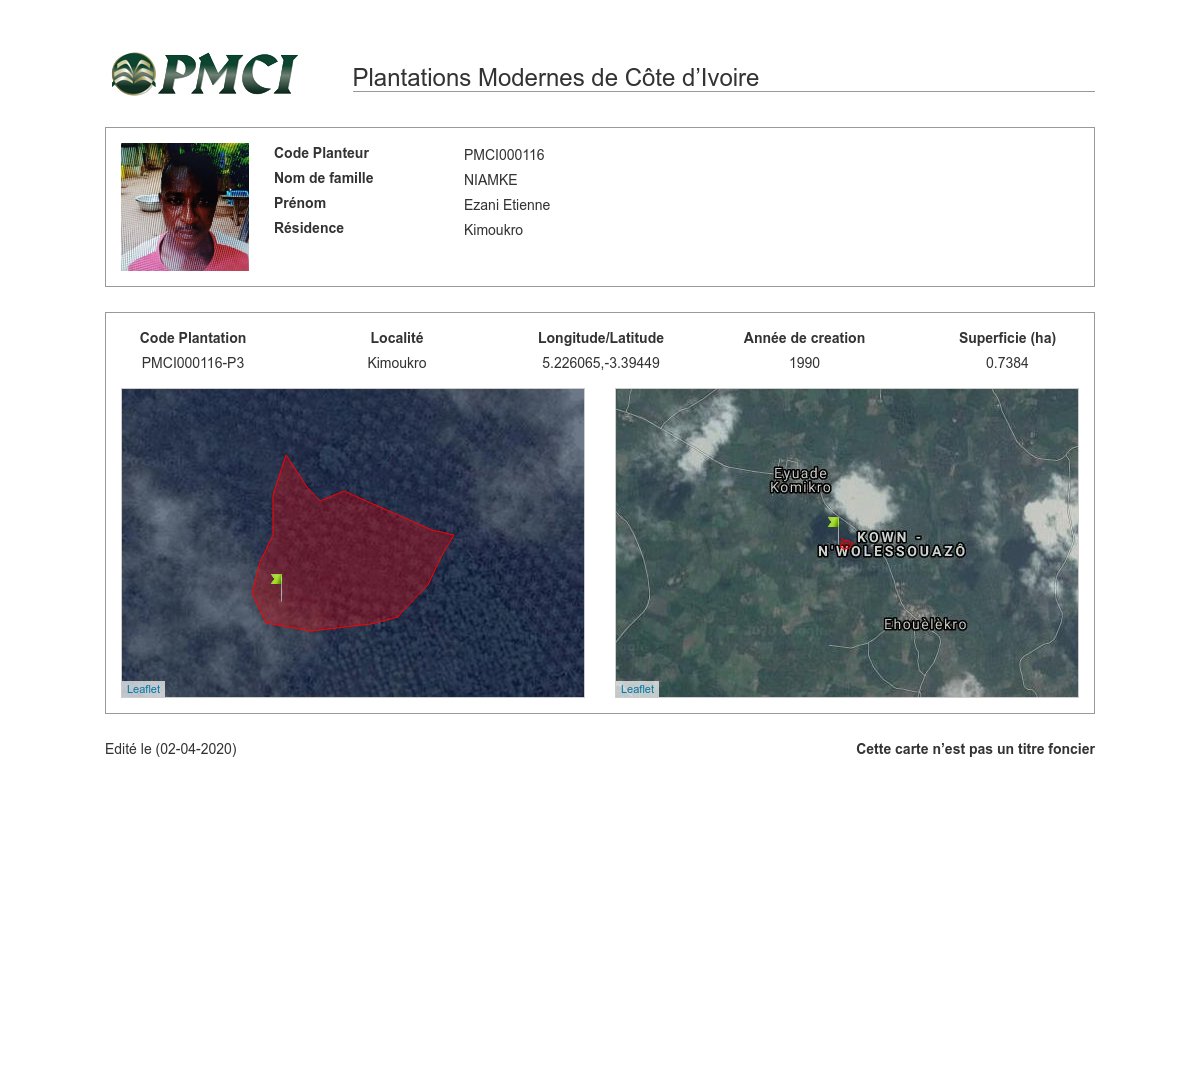 PMCI
Plantations Modernes de Côte d’Ivoire
Code Planteur PMCI000116
Nom de famille NIAMKE
Prénom Ezani Etienne
Résidence Kimoukro
Code Plantation Localité Longitude/Latitude Année de creation Superficie (ha)
PMCI000116-P3 Kimoukro 5.226065,-3.39449 1990 0.7384
Eyuade
Komikro
KOWN -
N'WOLESSOUAZÔ
Ehouèlèkro
Leaflet Leaflet
Edité le (02-04-2020) Cette carte n’est pas un titre foncier